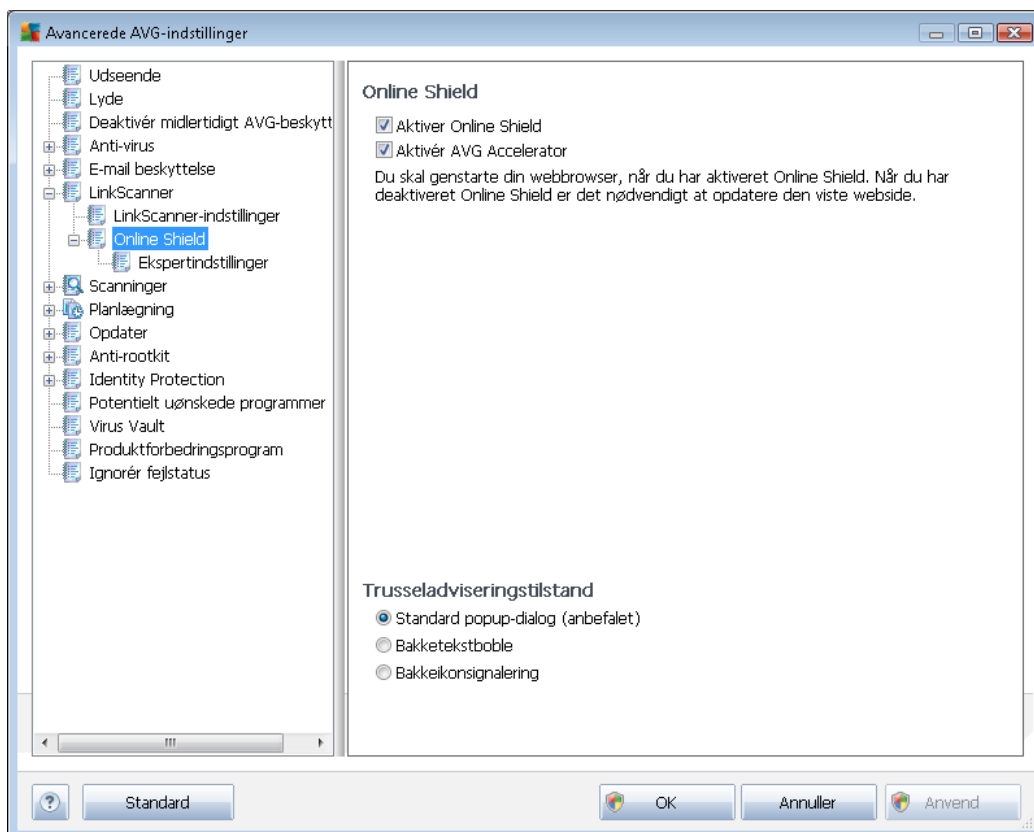 Avancerede AVG-indstillinger
Udseende
Lyde
Deaktivér midlertidigt AVG-beskytt
Anti-virus
E-mail beskyttelse
LinkScanner
LinkScanner-indstillinger
Online Shield
Ekspertindstillinger
Scanninger
Planlægning
Opdater
Anti-rootkit
Identity Protection
Potentielt uønskede programmer
Virus Vault
Produktforbedringsprogram
Ignorér fejlstatus
Online Shield
Aktiver Online Shield
Aktivér AVG Accelerator
Du skal genstarte din webbrowser, når du har aktiveret Online Shield. Når du har
deaktiveret Online Shield er det nødvendigt at opdatere den viste webside.
Trusseladviseringstilstand
Standard popup-dialog (anbefalet)
Bakketekstboble
Bakkeikonsignalering
? Standard OK Annuller Anvend